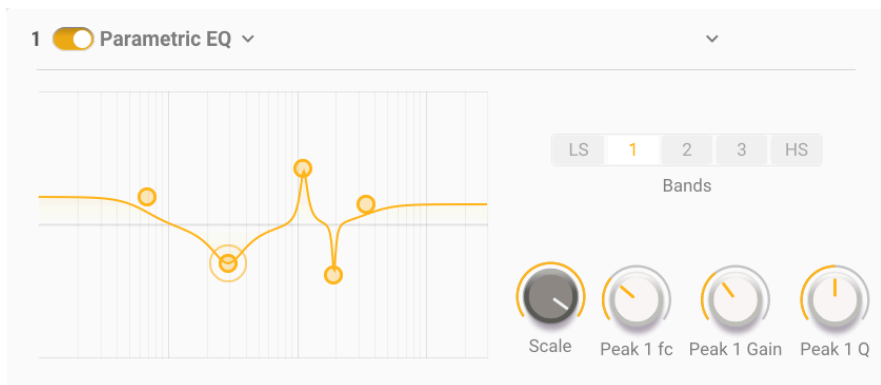 1 Parametric EQ
LS 1 2 3 HS
Bands
Scale Peak 1 fc Peak 1 Gain Peak 1 Q